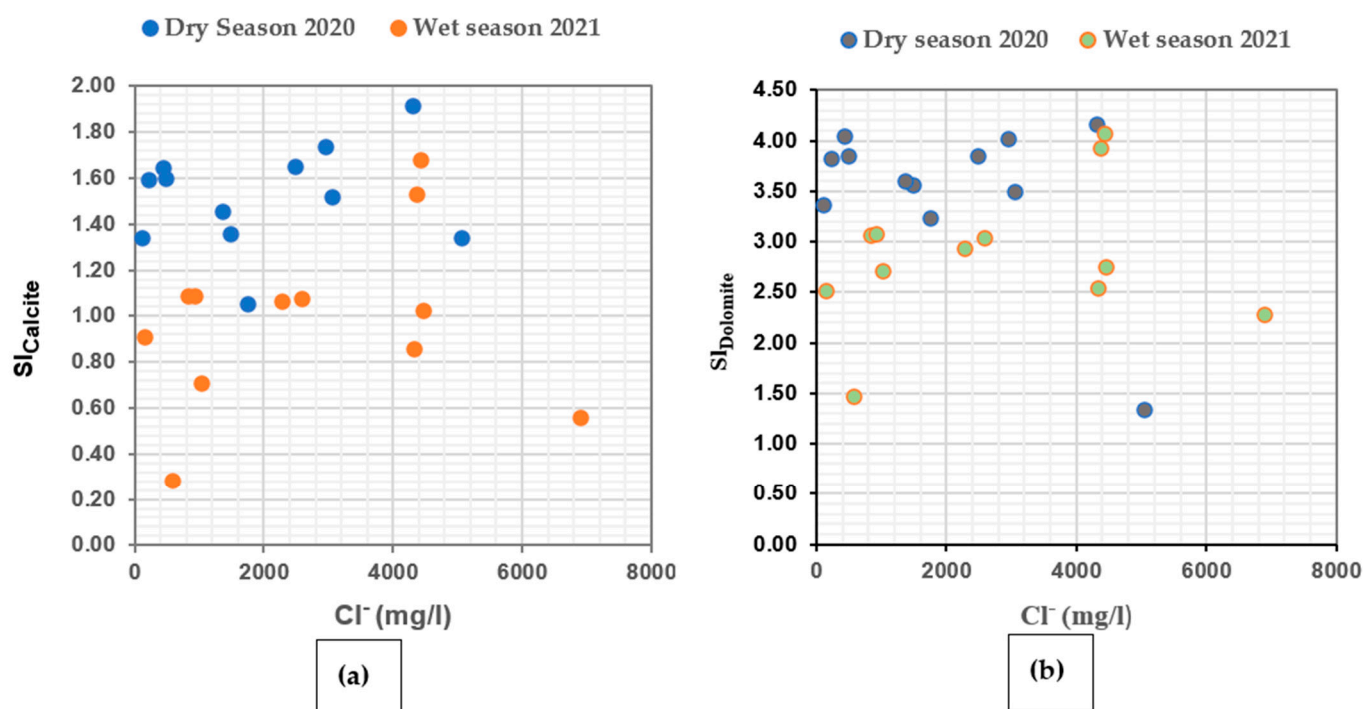 Dry Season 2020 Wet season 2021
2.00
1.80
1.60
1.40
1.20
1.00
0.80
0.60
0.40
0.20
0.00
SICalcite
0 2000 4000 6000 8000
Cl- (mg/l)
(a)
Dry season 2020 Wet season 2021
4.50
4.00
3.50
3.00
2.50
2.00
1.50
1.00
0.50
0.00
SIDolomite
0 2000 4000 6000 8000
Cl- (mg/l)
(b)